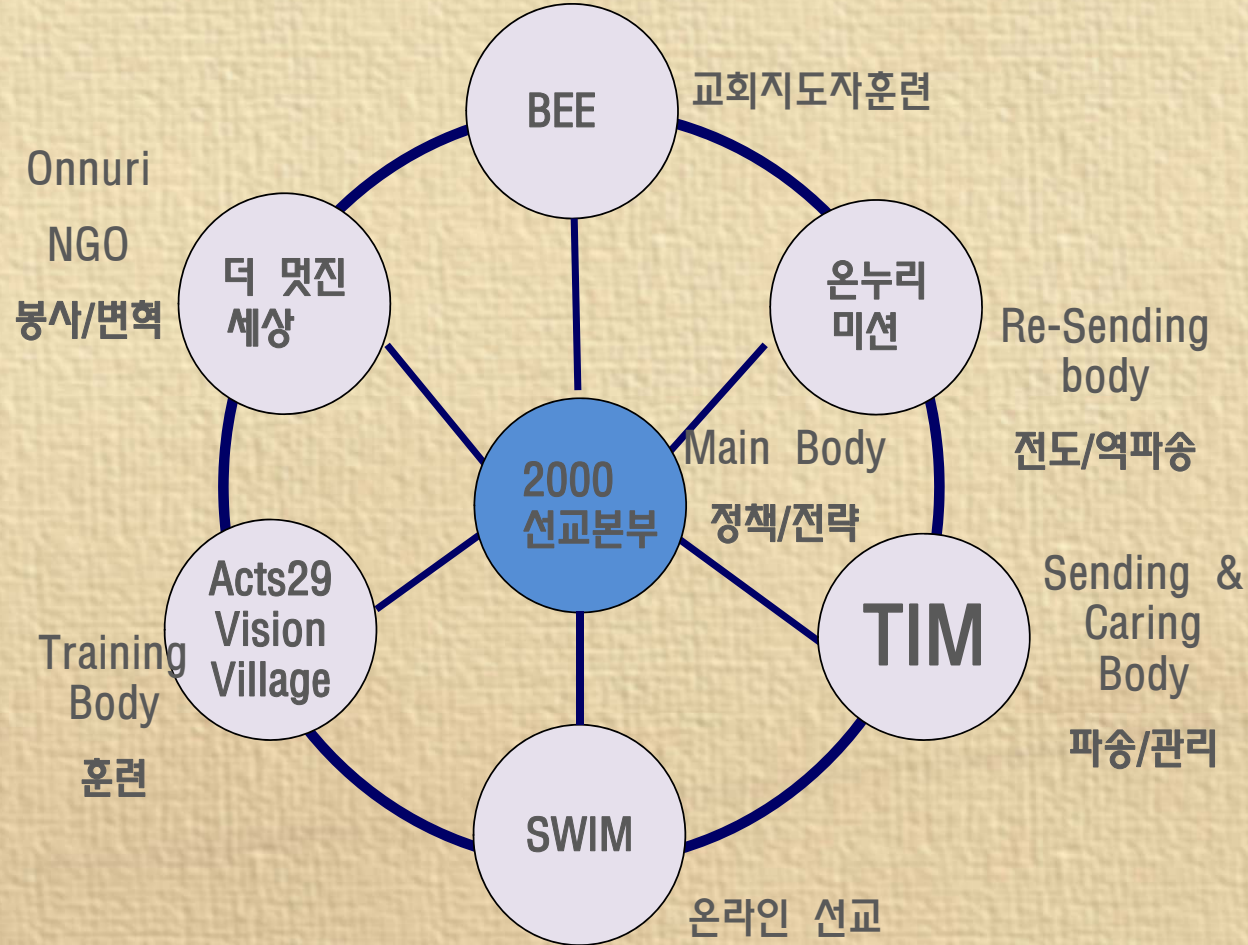 BEE
교회지도자훈련
Onnuri
NGO
봉사/변혁
더 멋진
세상
온누리
미션
Re-Sending
body
전도/역파송
2000
선교본부
Main Body
정책/전략
Acts29
Vision
Village
Training
Body
훈련
TIM
Sending &
Caring
Body
파송/관리
SWIM
온라인 선교